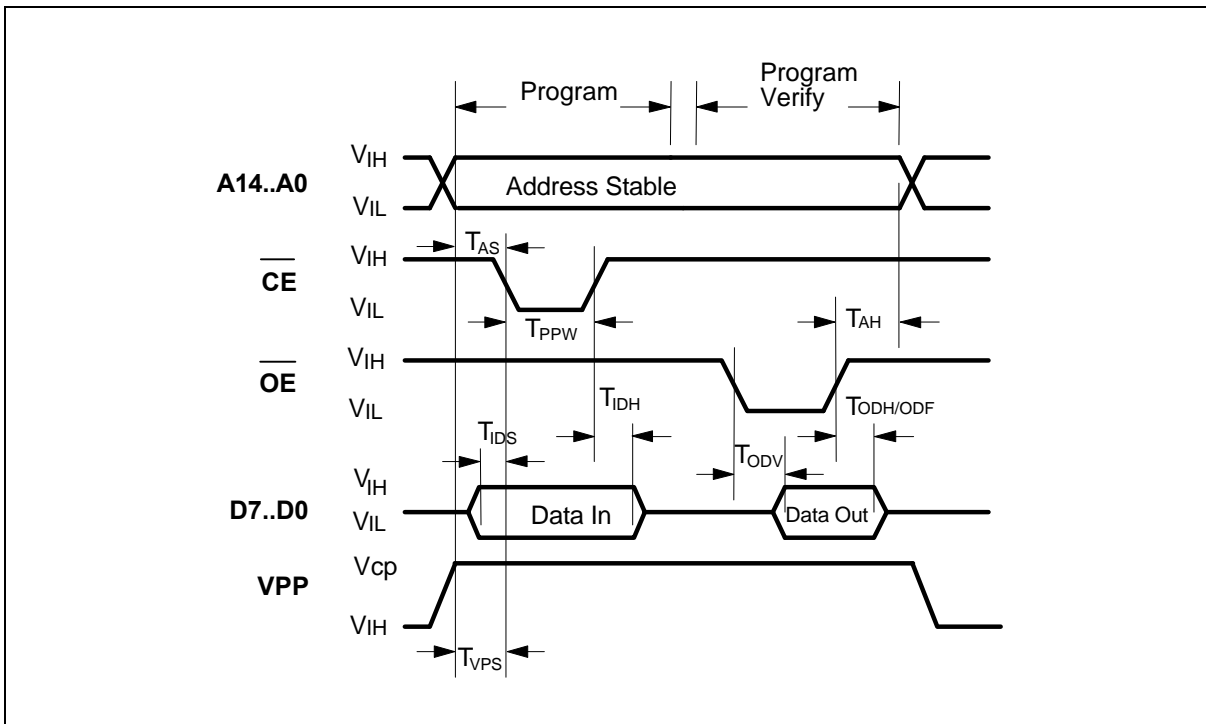 Program
Program
Verify
A14..A0
VIH
VIL
Address Stable
TAS
CE
VIH
VIL
TPPW
TAH
OE
VIH
VIL
TIDH
TODH/ODF
TIDS
TODV
D7..D0
VIH
VIL
Data In
Data Out
VPP
Vcp
VIH
TVPS